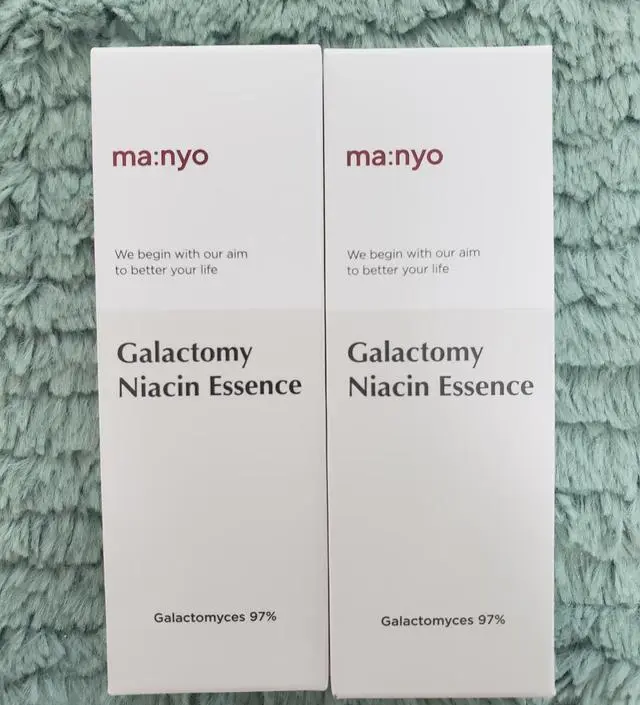 ma:nyo
We begin with our aim
to better your life
Galactomy
Niacin Essence
Galactomyces 97%
ma:nyo
We begin with our aim
to better your life
Galactomy
Niacin Essence
Galactomyces 97%